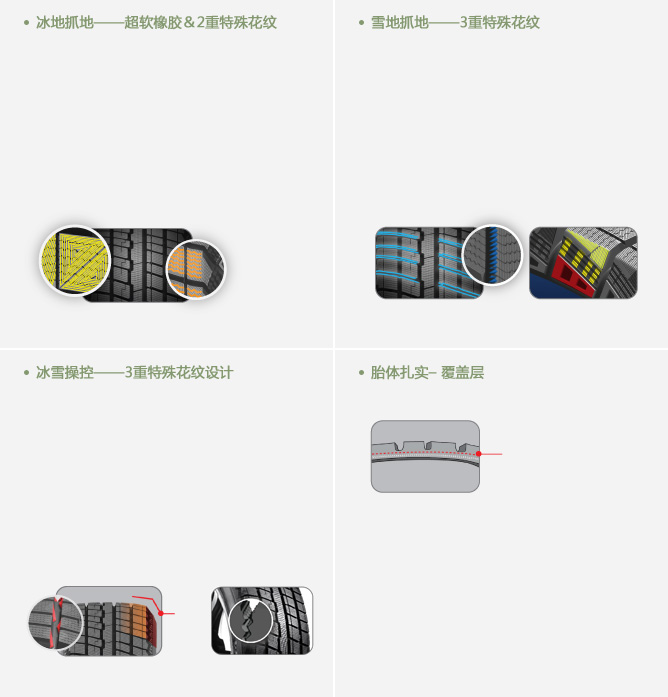 • 冰地抓地——超软橡胶＆2重特殊花纹
• 雪地抓地——3重特殊花纹
• 冰雪操控——3重特殊花纹设计
• 胎体扎实– 覆盖层